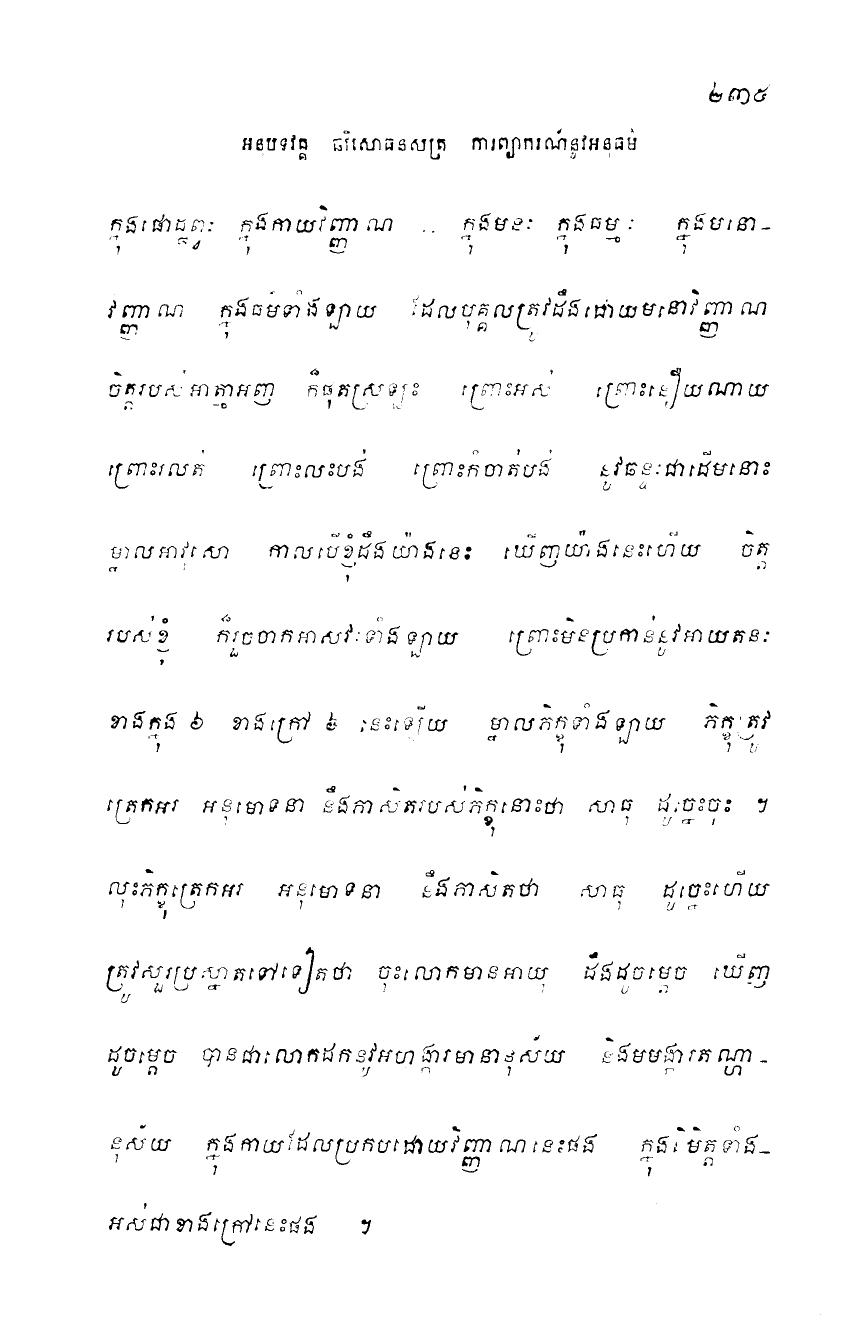 ២៣៥
អនុបទវគ្គ ឆវិសោធនសូត្រ ការព្យាករណ៍នូវអនុធម៌
ក្នុងផោដ្ឋព្វៈ ក្នុងកាយវិញ្ញាណ .. ក្នុងមនៈ ក្នុងធម្មៈ ក្នុងមនោ-
វិញ្ញាណ ក្នុងធម៌ទាំងឡាយ ដែលបុគ្គលត្រូវដឹងដោយមនោវិញ្ញាណ
ចិត្តរបស់អាត្មាអញ ក៏ផុតស្រឡះ ព្រោះអស់ ព្រោះនឿយណាយ
ព្រោះរលត់ ព្រោះលះបង់ ព្រោះកំចាត់បង់ នូវឆន្ទៈជាដើមនោះ
ម្នាលអាវុសោ កាលបើខ្ញុំដឹងយ៉ាងនេះ ឃើញយ៉ាងនេះហើយ ចិត្ត
របស់ខ្ញុំ ក៏រួចចាកអាសវៈទាំងឡាយ ព្រោះមិនប្រកាន់នូវអាយតនៈ
ខាងក្នុង ៦ ខាងក្រៅ ៦ នេះឡើយ ម្នាលភិក្ខុទាំងឡាយ ភិក្ខុត្រូវ
ត្រេកអរ អនុមោទនា នឹងភាសិតរបស់ភិក្ខុនោះថា សាធុ ដូច្នេះចុះ ។
លុះភិក្ខុត្រេកអរ អនុមោទនា នឹងភាសិតថា សាធុ ដូច្នេះហើយ
ត្រូវសួរប្រស្នាតទៅទៀតថា ចុះលោកមានអាយុ ដឹងដូចម្តេច ឃើញ
ដូចម្តេច បានជាលោកដកនូវអហង្ការមានានុស័យ និងមមង្ការតណ្ហា-
នុស័យ ក្នុងកាយដែលប្រកបដោយវិញ្ញាណនេះផង ក្នុងនិមិត្តទាំង-
អស់ជាខាងក្រៅនេះផង ។